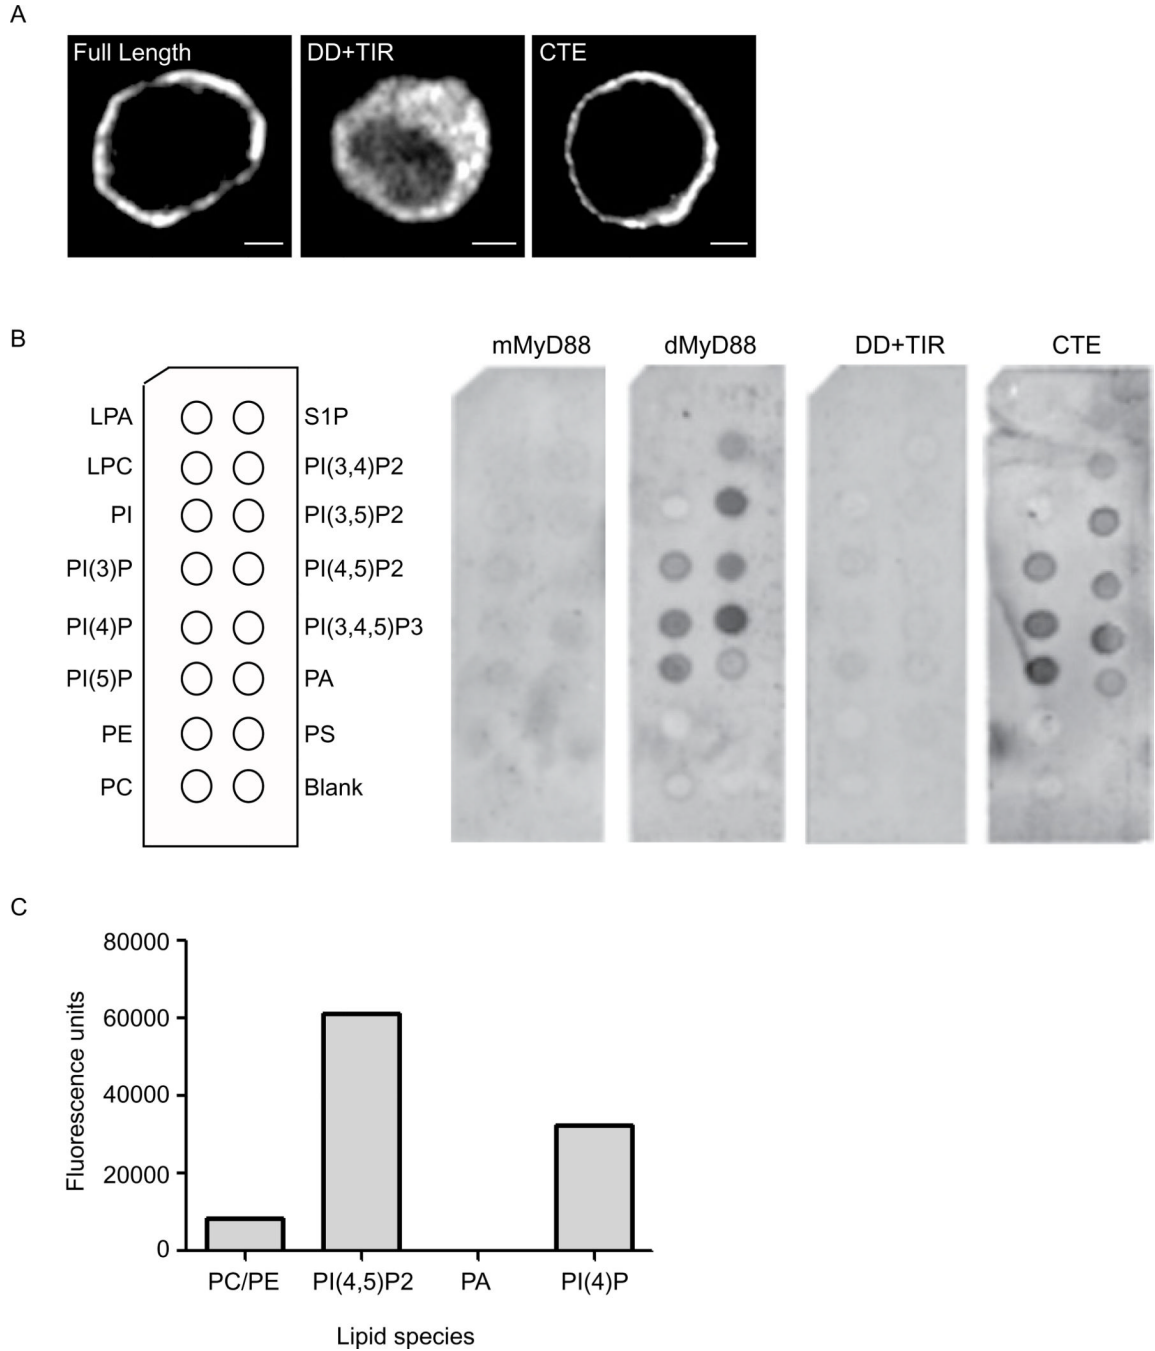 A
Full Length
DD+TIR
CTE
B
mMyD88
dMyD88
DD+TIR
CTE
LPA
S1P
LPC
PI(3,4)P2
PI
PI(3,5)P2
PI(3)P
PI(4,5)P2
PI(4)P
PI(3,4,5)P3
PI(5)P
PA
PE
PS
PC
Blank
C
80000
60000
40000
20000
0
Fluorescence units
PC/PE
PI(4,5)P2
PA
PI(4)P
Lipid species